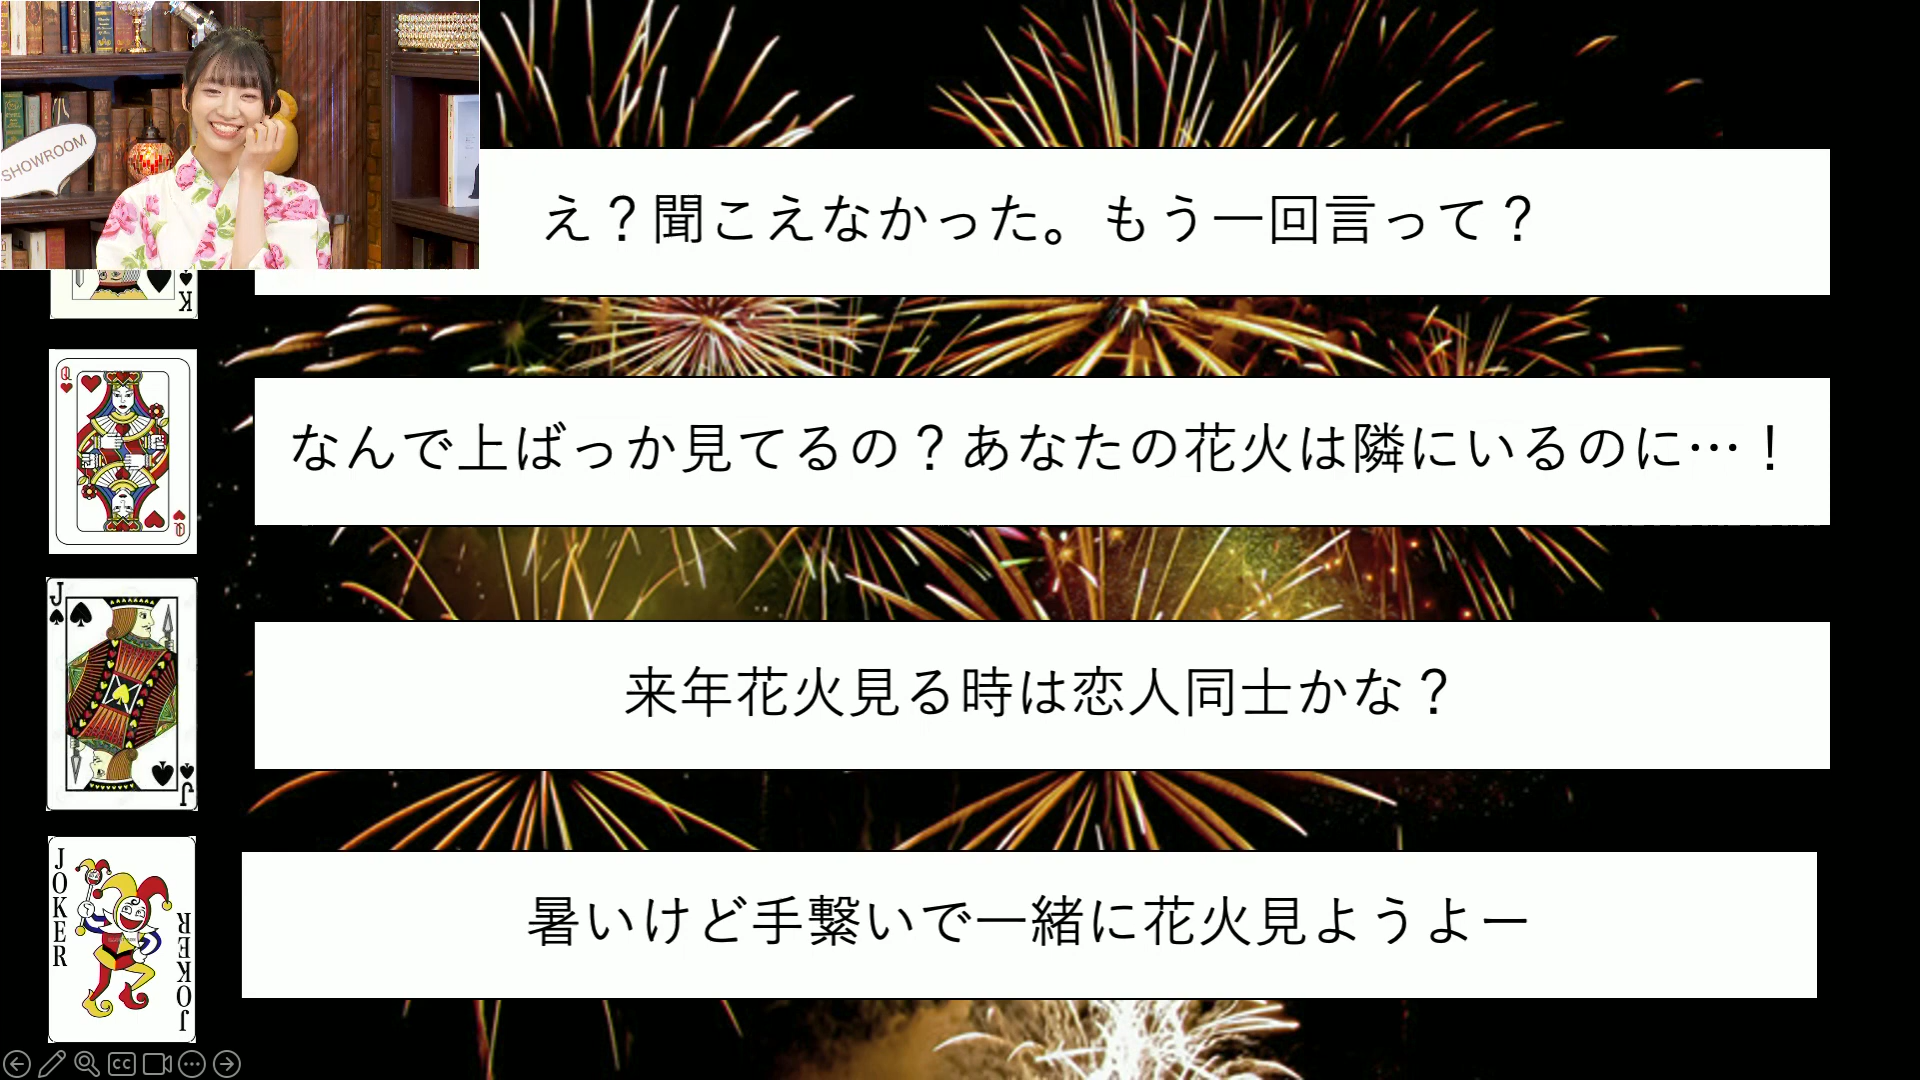 SHOWROOM
え？聞こえなかった。もう一回言って？
K
Q
なんで上ばっか見てるの？あなたの花火は隣にいるのに…！
Q
J
来年花火見る時は恋人同士かな？
J
JOKER
暑いけど手繋いで一緒に花火見ようよー
JOKER
CC